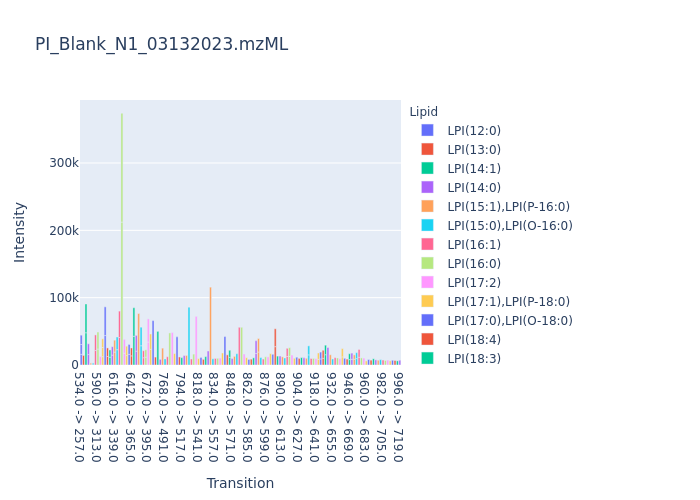 PI_Blank_N1_03132023.mzML
Lipid
LPI(12:0)
LPI(13:0)
LPI(14:1)
LPI(14:0)
LPI(15:1),LPI(P-16:0)
LPI(15:0),LPI(O-16:0)
LPI(16:1)
LPI(16:0)
LPI(17:2)
LPI(17:1),LPI(P-18:0)
LPI(17:0),LPI(O-18:0)
LPI(18:4)
LPI(18:3)
Intensity
300k
200k
100k
0
534.0 -> 257.0
590.0 -> 313.0
616.0 -> 339.0
642.0 -> 365.0
672.0 -> 395.0
768.0 -> 491.0
794.0 -> 517.0
818.0 -> 541.0
834.0 -> 557.0
848.0 -> 571.0
862.0 -> 585.0
876.0 -> 599.0
890.0 -> 613.0
904.0 -> 627.0
918.0 -> 641.0
932.0 -> 655.0
946.0 -> 669.0
960.0 -> 683.0
982.0 -> 705.0
996.0 -> 719.0
Transition